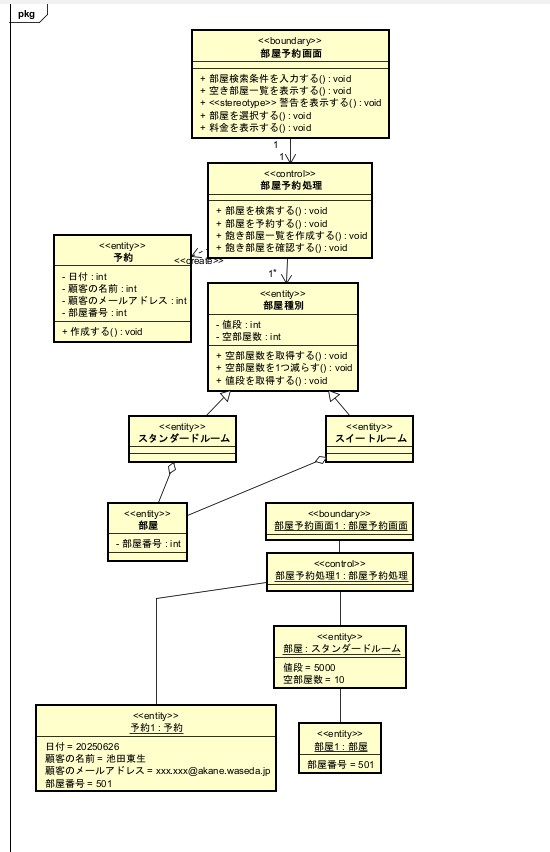 pkg
<<boundary>>
部屋予約画面
+ 部屋検索条件を入力する() : void
+ 空き部屋一覧を表示する() : void
+ <<stereotype>> 警告を表示する() : void
+ 部屋を選択する() : void
+ 料金を表示する() : void
1
1
<<control>>
部屋予約処理
+ 部屋を検索する() : void
+ 部屋を予約する() : void
+ 飽き部屋一覧を作成する() : void
+ 飽き部屋を確認する() : void
<<create>>
<<entity>>
予約
- 日付 : int
- 顧客の名前 : int
- 顧客のメールアドレス : int
- 部屋番号 : int
+ 作成する() : void
1*
<<entity>>
部屋種別
- 値段 : int
- 空部屋数 : int
+ 空部屋数を取得する() : void
+ 空部屋数を1つ減らす() : void
+ 値段を取得する() : void
<<entity>>
スタンダードルーム
<<entity>>
スイートルーム
<<entity>>
部屋
- 部屋番号 : int
<<boundary>>
部屋予約画面1 : 部屋予約画面
<<control>>
部屋予約処理1 : 部屋予約処理
<<entity>>
部屋 : スタンダードルーム
値段 = 5000
空部屋数 = 10
<<entity>>
予約1 : 予約
日付 = 20250626
顧客の名前 = 池田東生
顧客のメールアドレス = xxx.xxx@akane.waseda.jp
部屋番号 = 501
<<entity>>
部屋1 : 部屋
部屋番号 = 501